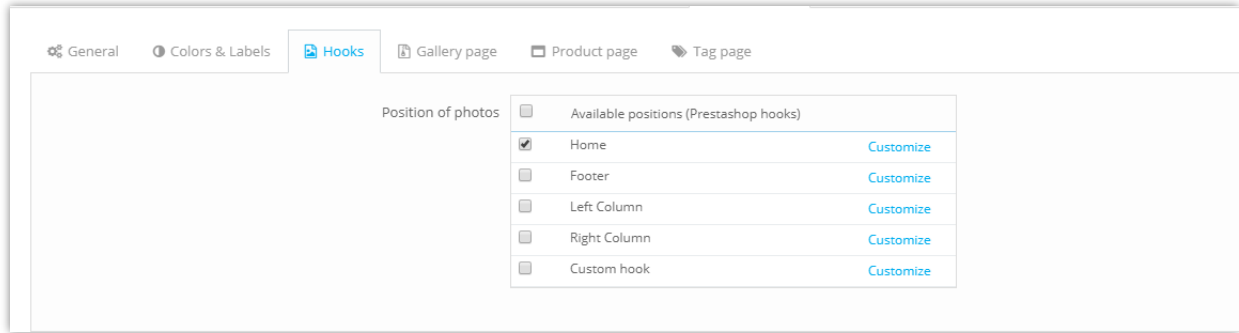 General Colors & Labels Hooks Gallery page Product page Tag page
Position of photos Available positions (Prestashop hooks)
Home Customize
Footer Customize
Left Column Customize
Right Column Customize
Custom hook Customize